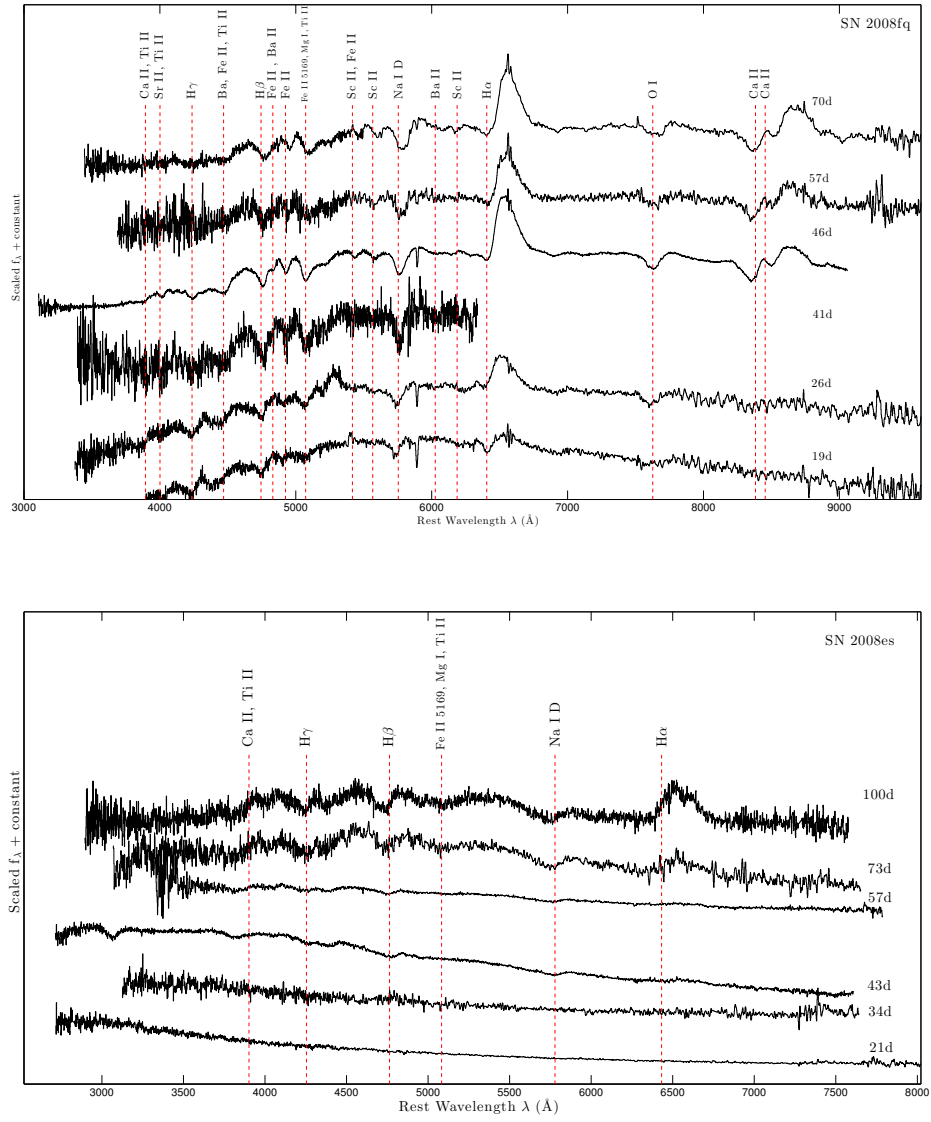 SN 2008fq
Ca II, Ti II
Sr II, Ti II
Hγ
Ba, Fe II, Ti II
Hβ
Fe II , Ba II
Fe II
Fe II 5169, Mg I, Ti II
Sc II, Fe II
Sc II
Na I D
Ba II
Sc II
Hα
O I
Ca II
Ca II
70d
57d
46d
41d
26d
19d
Scaled fλ + constant
3000 4000 5000 6000 7000 8000 9000
Rest Wavelength λ (Å)
SN 2008es
Ca II, Ti II
Hγ
Hβ
Fe II 5169, Mg I, Ti II
Na I D
Hα
100d
73d
57d
43d
34d
21d
Scaled fλ + constant
3000 3500 4000 4500 5000 5500 6000 6500 7000 7500 8000
Rest Wavelength λ (Å)